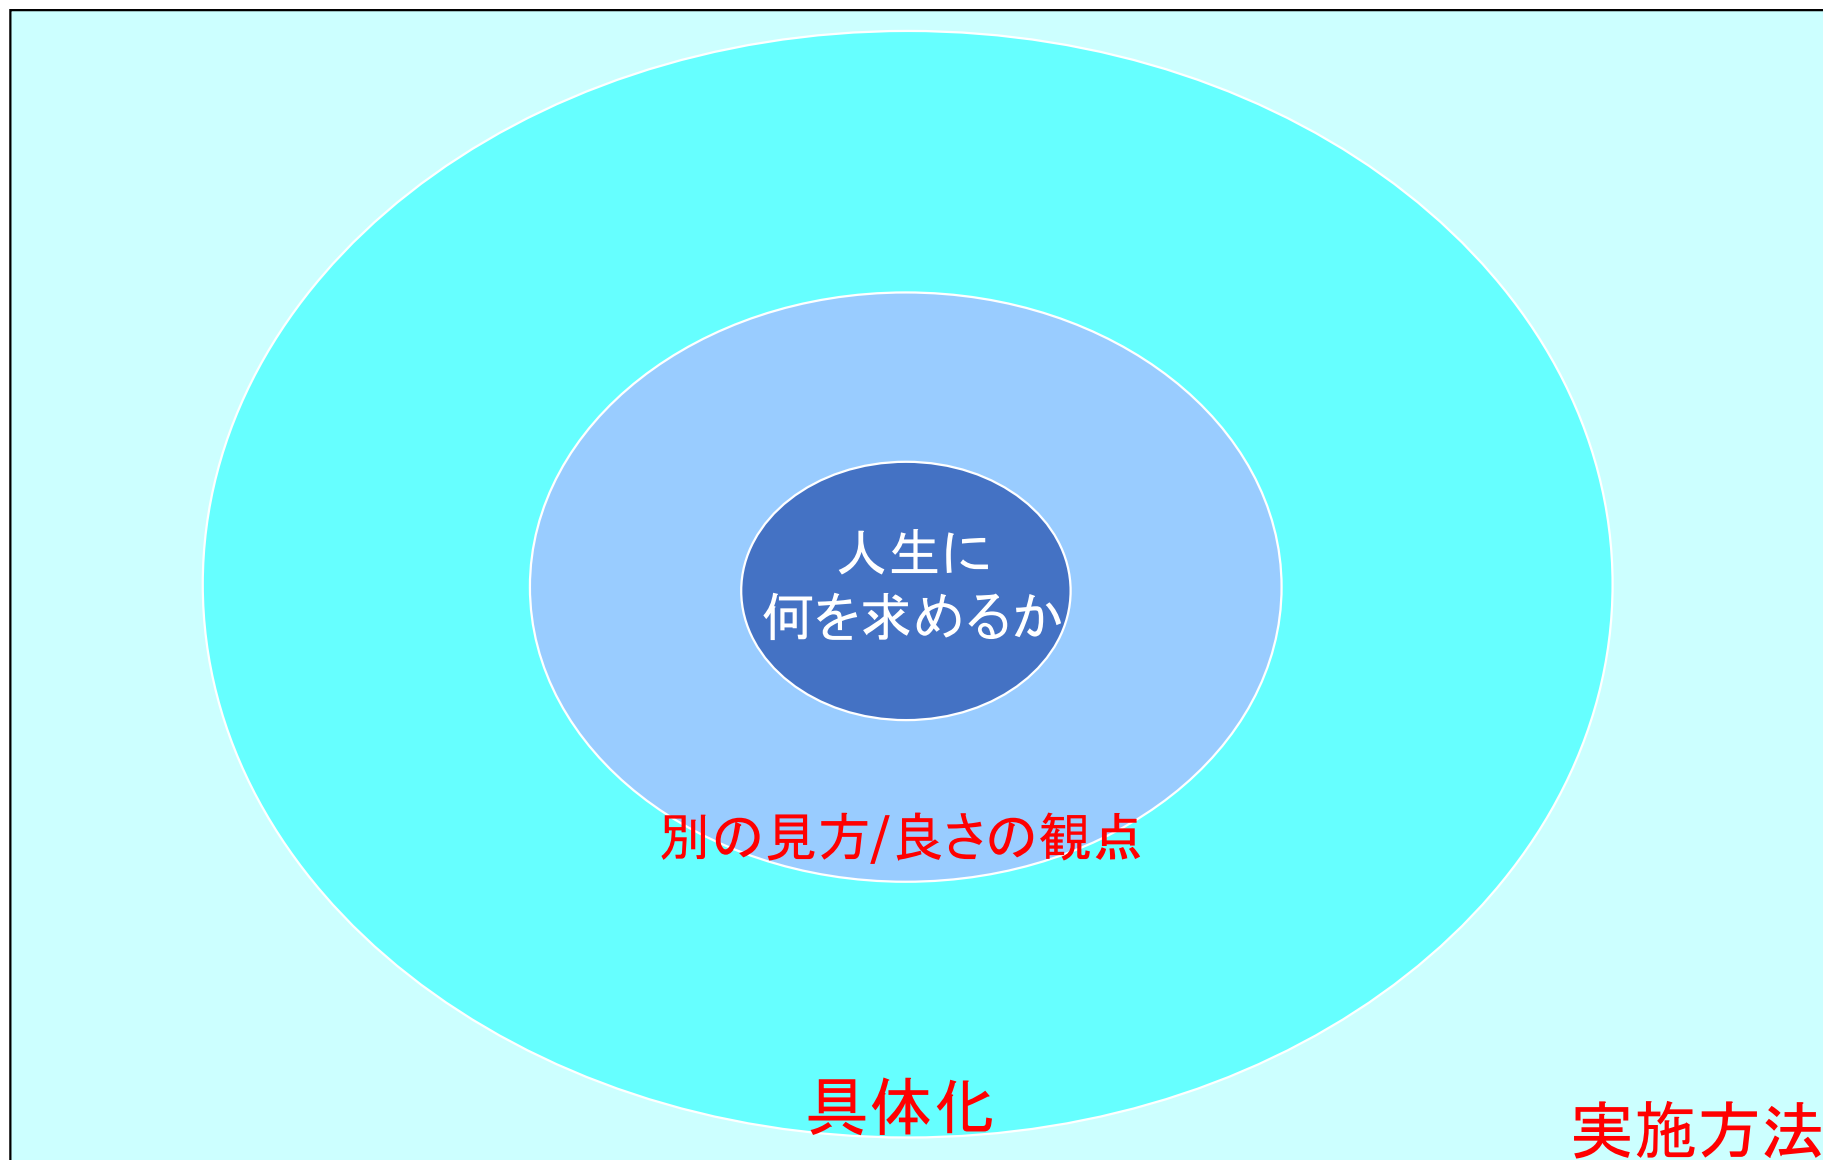 人生に
何を求めるか
別の見方/良さの観点
具体化
実施方法